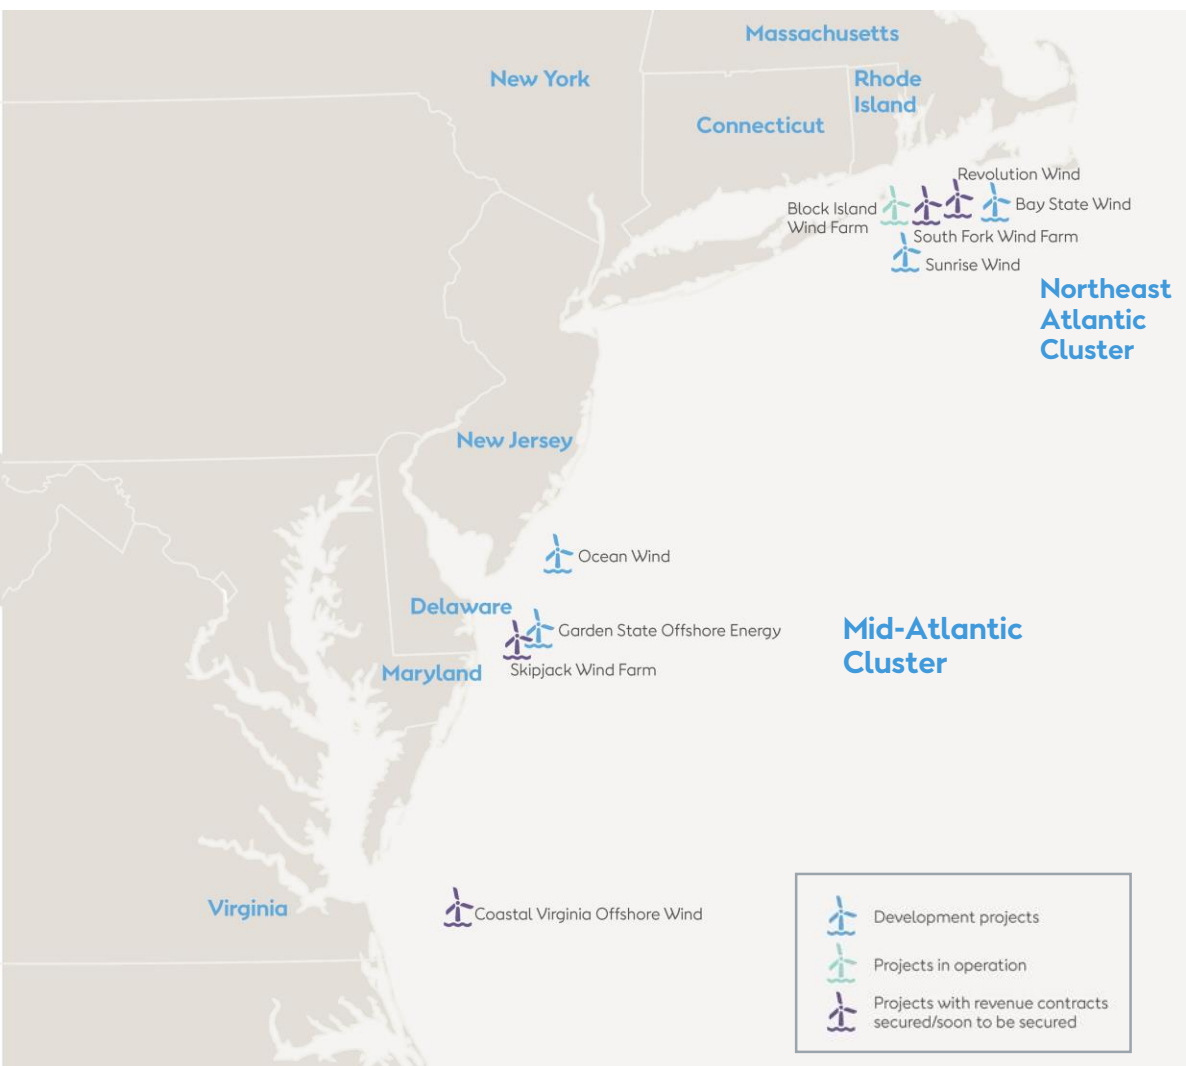 Massachusetts
New York
Rhode
Island
Connecticut
Revolution Wind
Block Island
Wind Farm
Bay State Wind
South Fork Wind Farm
Sunrise Wind
Northeast
Atlantic
Cluster
New Jersey
Ocean Wind
Delaware
Garden State Offshore Energy
Mid-Atlantic
Cluster
Maryland
Skipjack Wind Farm
Virginia
Coastal Virginia Offshore Wind
Development projects
Projects in operation
Projects with revenue contracts
secured/soon to be secured